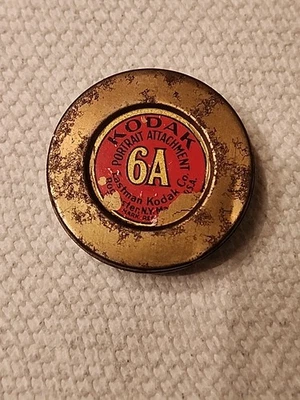 KODAK
PORTRAIT ATTACHMENT
6A
Eastman Kodak Co.
N.Y. U.S.A.